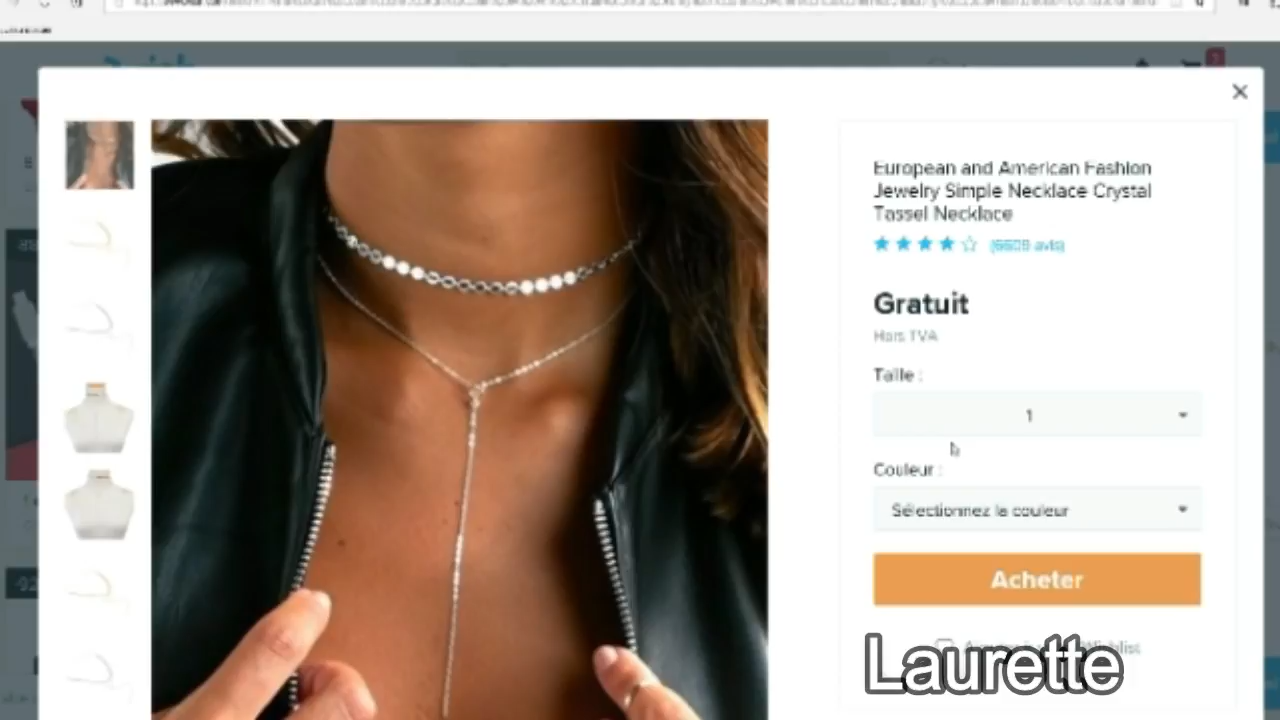 European and American Fashion
Jewelry Simple Necklace Crystal
Tassel Necklace
(6609 avis)
Gratuit
Hors TVA
Taille :
1
Couleur :
Sélectionnez la couleur
Acheter
Laurette